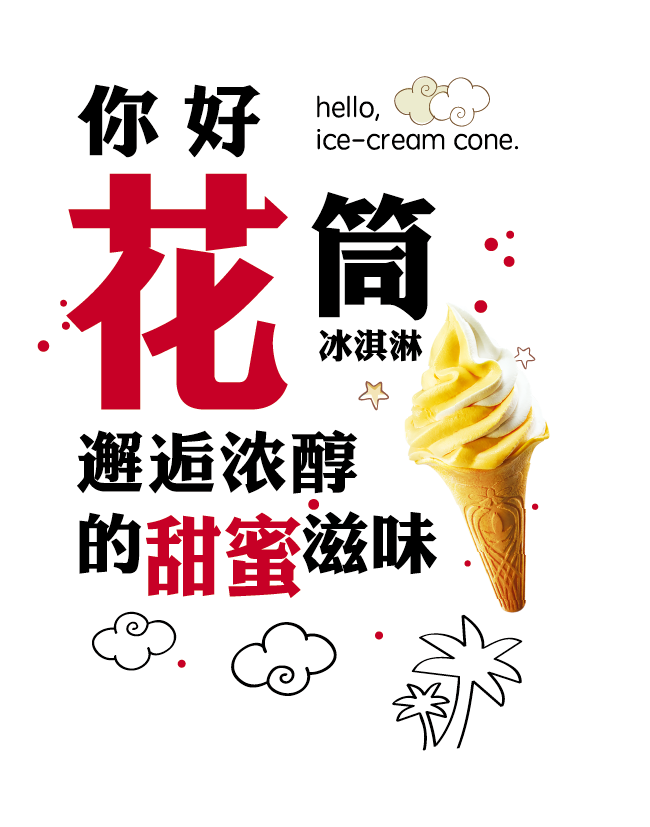 你好
hello,
ice-cream cone.
花筒
冰淇淋
邂逅浓醇
的甜蜜滋味